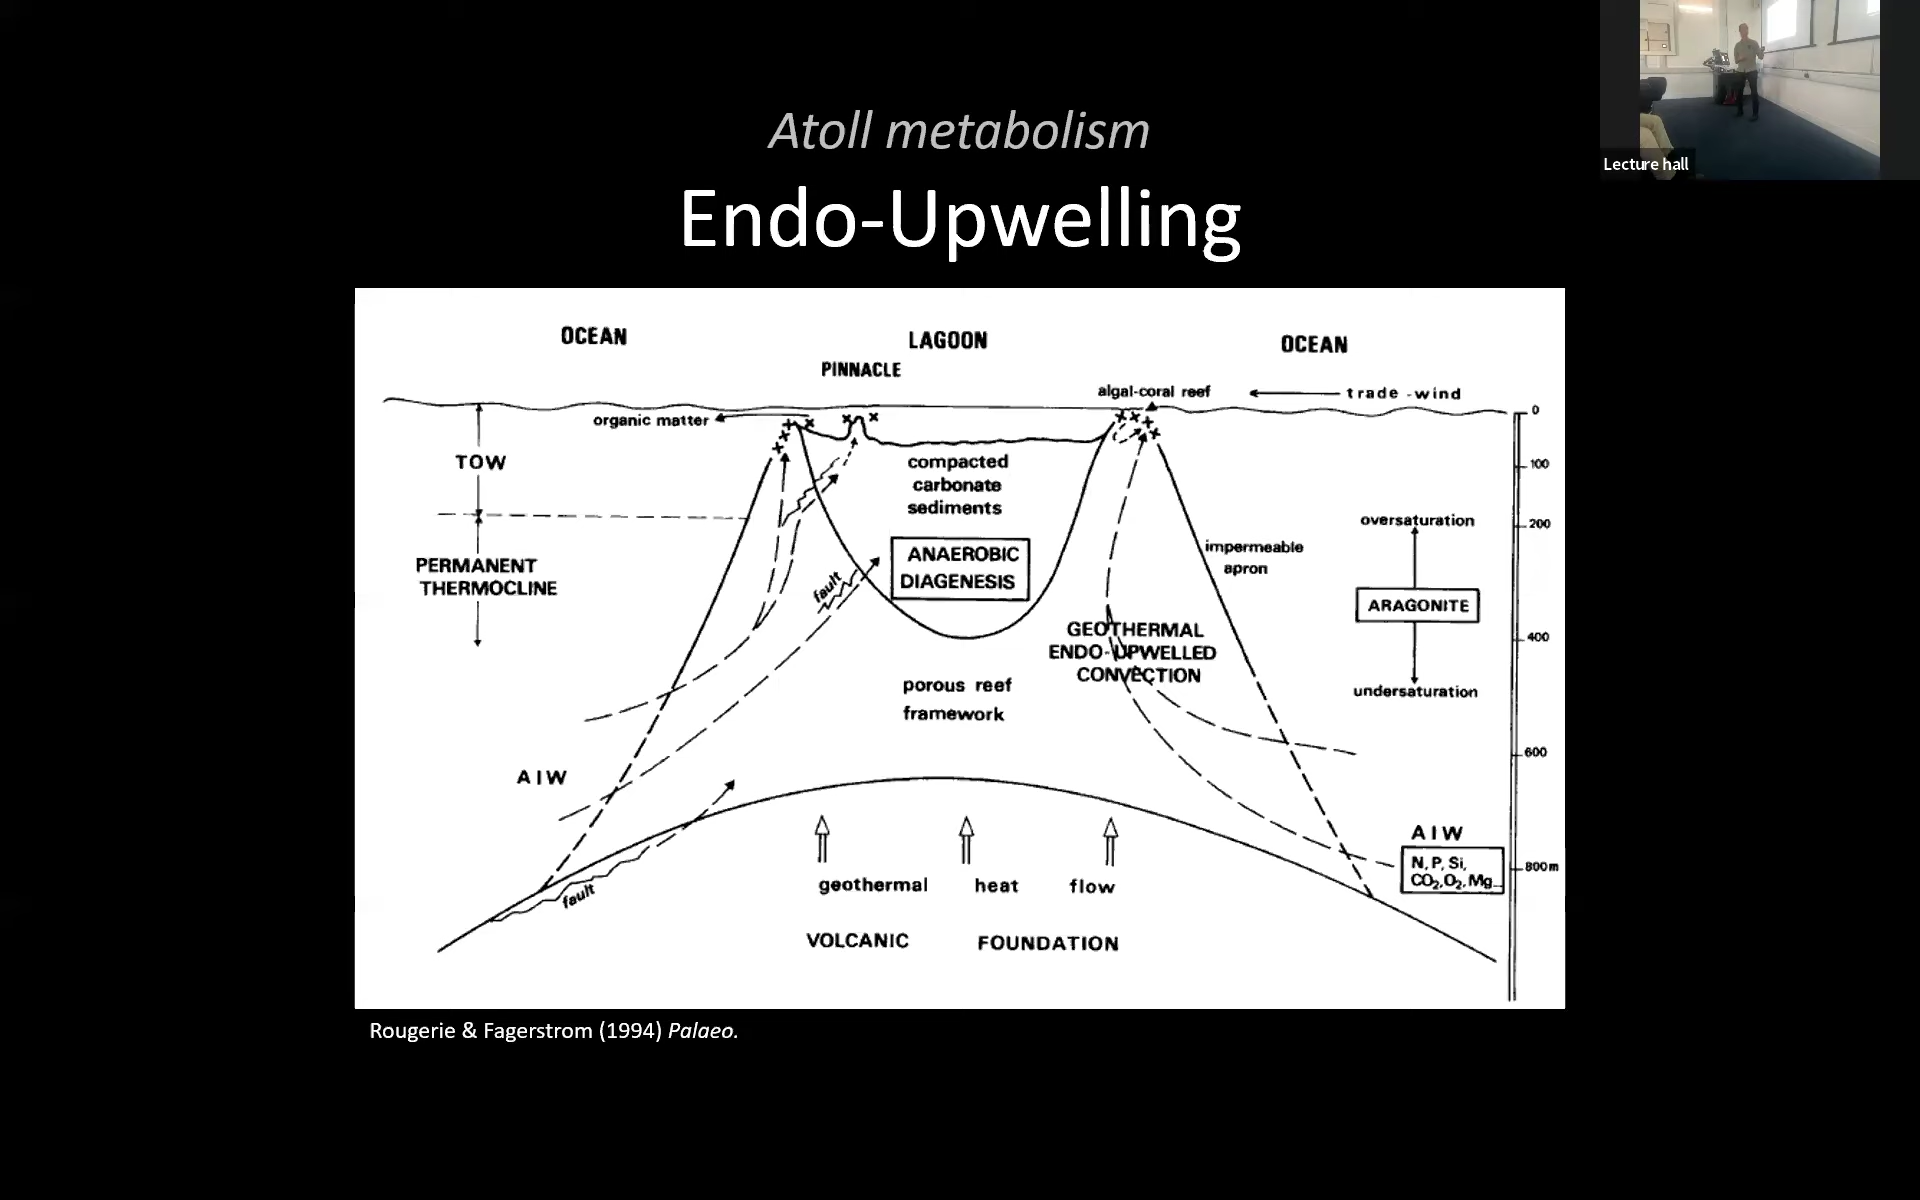 Lecture hall
Atoll metabolism
Endo-Upwelling
OCEAN
LAGOON
OCEAN
PINNACLE
algal-coral reef
trade-wind
organic matter
0
TOW
compacted
carbonate
sediments
100
oversaturation
200
ANAEROBIC
DIAGENESIS
impermeable
apron
PERMANENT
THERMOCLINE
fault
ARAGONITE
GEOTHERMAL
ENDO-UPWELLED
CONVECTION
400
porous reef
framework
undersaturation
600
AIW
AIW
N, P, Si,
CO₂, O₂, Mg...
800m
geothermal heat flow
fault
VOLCANIC FOUNDATION
Rougerie & Fagerstrom (1994) Palaeo.